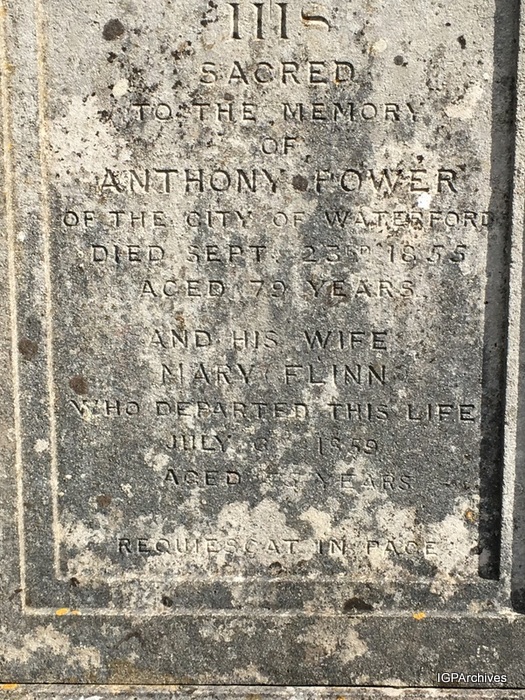 IHS
SACRED
TO THE MEMORY
OF
ANTHONY POWER
OF THE CITY OF WATERFORD
DIED SEPT. 23RD 1855
AGED 79 YEARS
AND HIS WIFE
MARY FLINN
WHO DEPARTED THIS LIFE
JULY 1859
AGED YEARS
REQUIESCAT IN PACE
IGPArchives